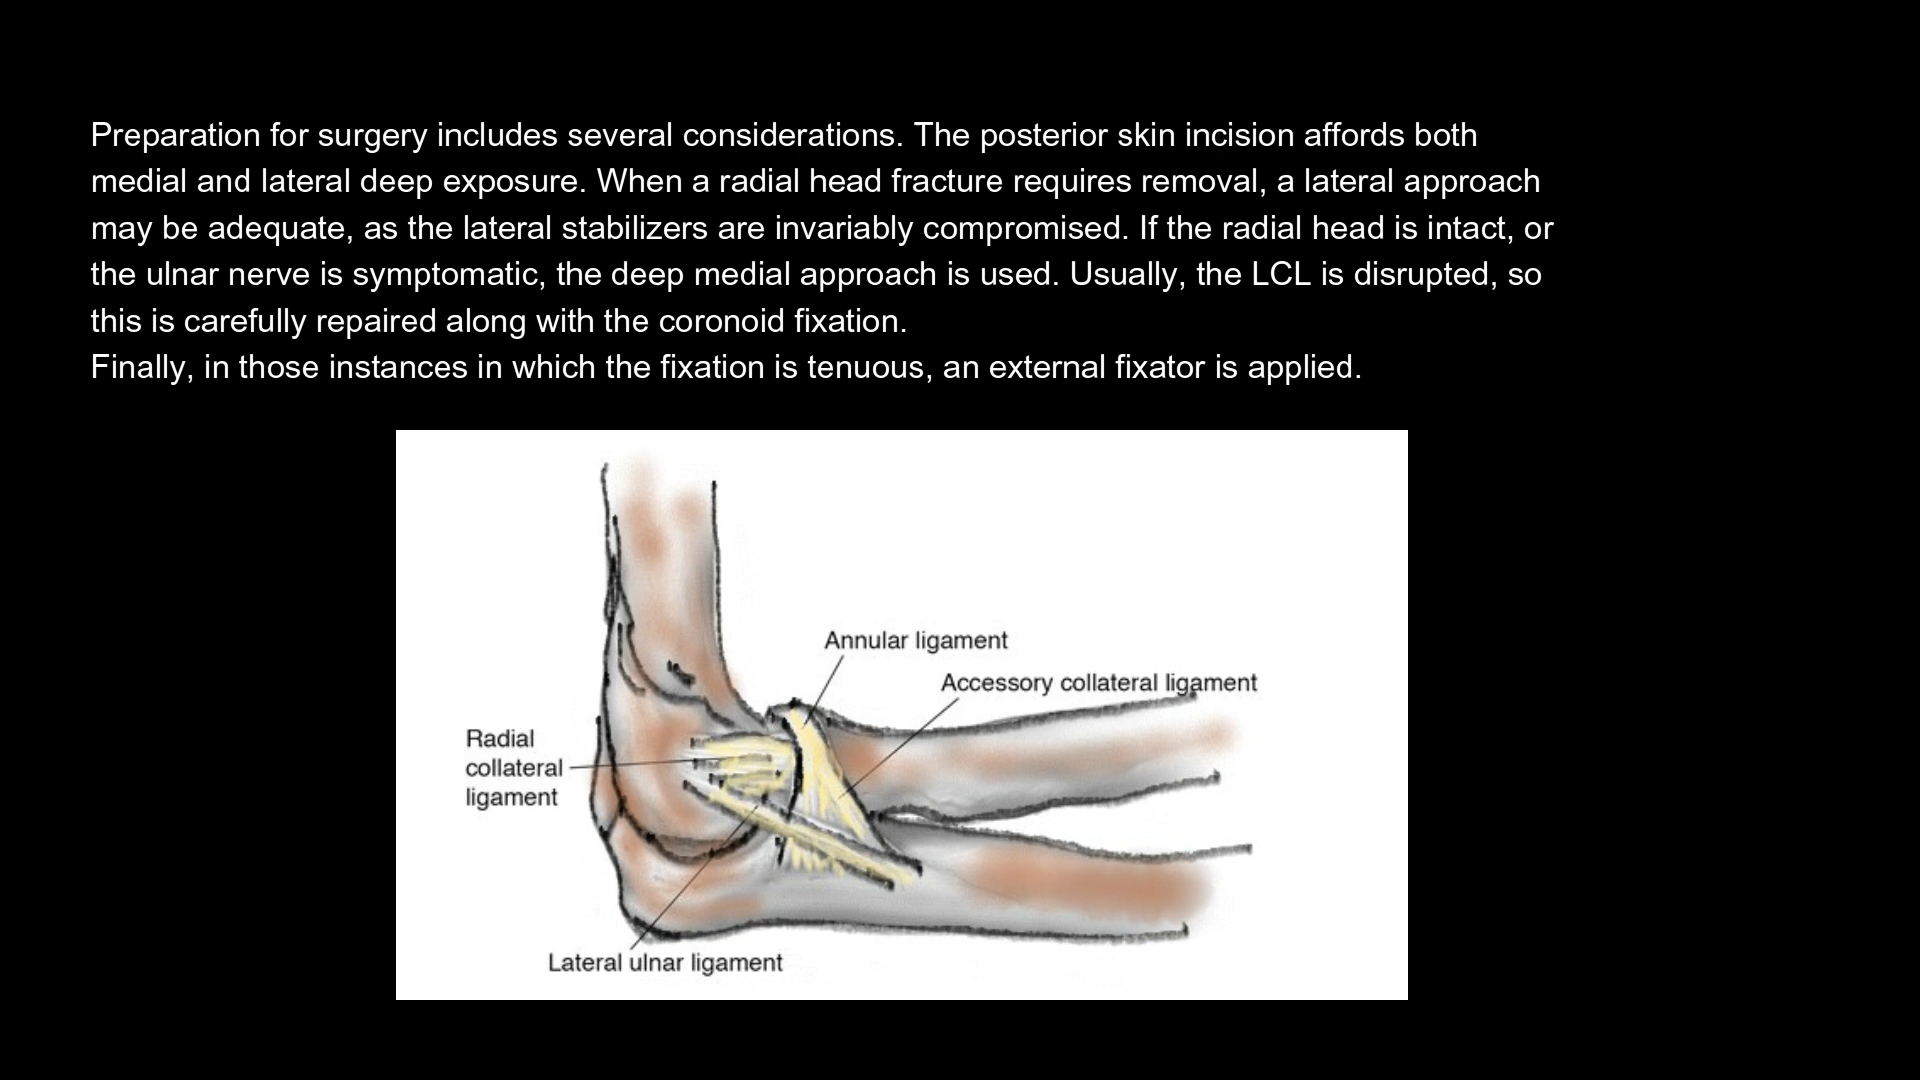 Preparation for surgery includes several considerations. The posterior skin incision affords both
medial and lateral deep exposure. When a radial head fracture requires removal, a lateral approach
may be adequate, as the lateral stabilizers are invariably compromised. If the radial head is intact, or
the ulnar nerve is symptomatic, the deep medial approach is used. Usually, the LCL is disrupted, so
this is carefully repaired along with the coronoid fixation.
Finally, in those instances in which the fixation is tenuous, an external fixator is applied.
Annular ligament
Accessory collateral ligament
Radial
collateral
ligament
Lateral ulnar ligament